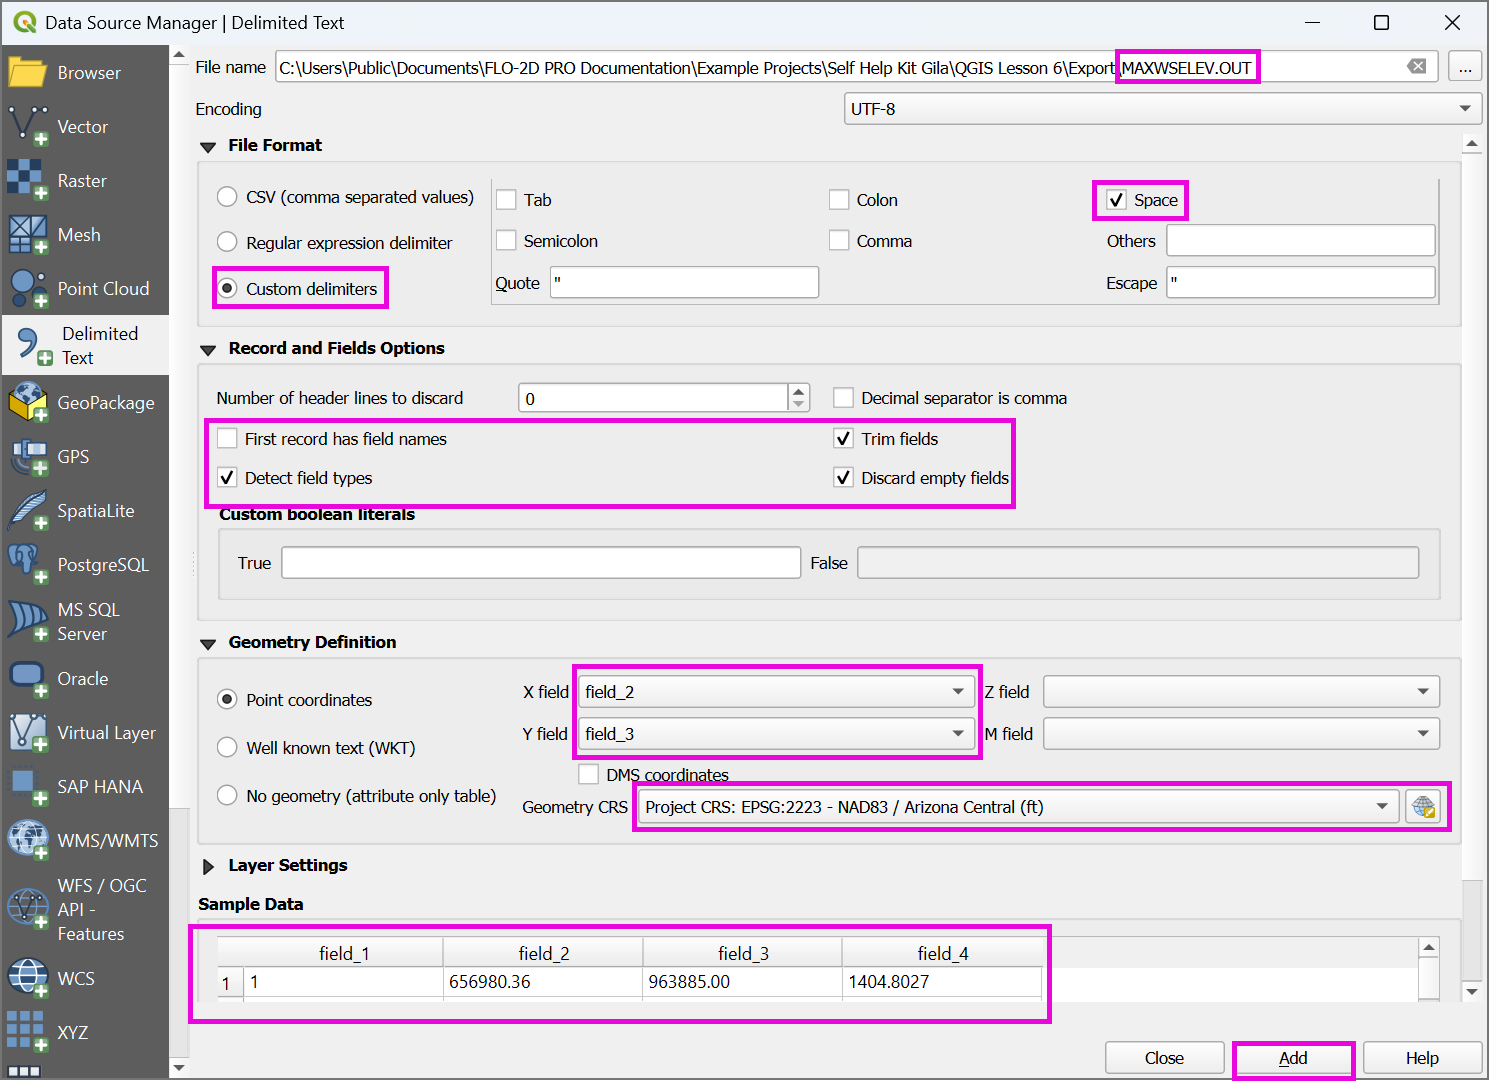 Data Source Manager | Delimited Text
Browser
Vector
Raster
Mesh
Point Cloud
Delimited
Text
GeoPackage
GPS
SpatiaLite
PostgreSQL
MS SQL
Server
Oracle
Virtual Layer
SAP HANA
WMS/WMTS
WFS / OGC
API -
Features
WCS
XYZ
File name C:\Users\Public\Documents\FLO-2D PRO Documentation\Example Projects\Self Help Kit Gila\QGIS Lesson 6\Export\MAXWSELEV.OUT ...
Encoding UTF-8
File Format
CSV (comma separated values) Tab Colon Space
Regular expression delimiter Semicolon Comma Others
Custom delimiters Quote " Escape "
Record and Fields Options
Number of header lines to discard 0 Decimal separator is comma
First record has field names Trim fields
Detect field types Discard empty fields
Custom boolean literals
True False
Geometry Definition
Point coordinates X field field_2 Z field
Well known text (WKT) Y field field_3 M field
DMS coordinates
No geometry (attribute only table) Geometry CRS Project CRS: EPSG:2223 - NAD83 / Arizona Central (ft)
Layer Settings
Sample Data
field_1 field_2 field_3 field_4
1 1 656980.36 963885.00 1404.8027
Close Add Help